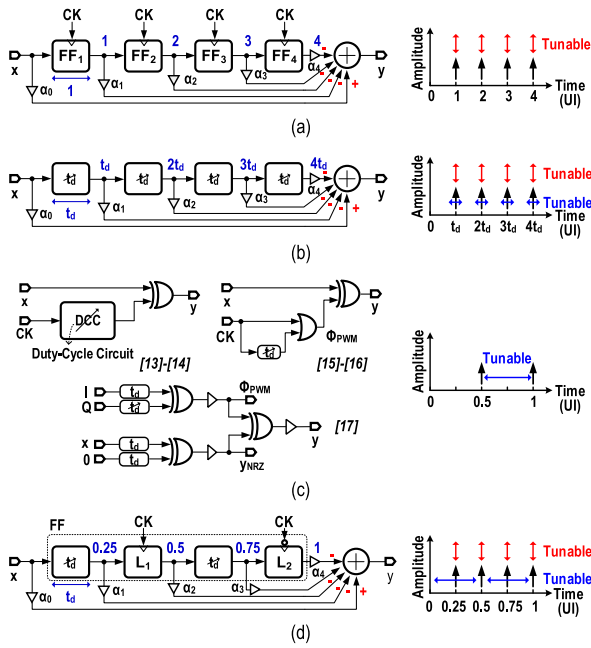 CK CK CK CK
x FF1 1 FF2 2 FF3 3 FF4 4 y
α0 1 α1 α2 α3 α4 - - - - +
(a)
Amplitude
Tunable
0 1 2 3 4 Time (UI)
x td td td 2td td 3td td 4td y
α0 td α1 α2 α3 α4 - - - - +
(b)
Amplitude
Tunable
Tunable
0 td 2td 3td 4td Time (UI)
x
DCC
CK
y
Duty-Cycle Circuit
[13]-[14]
x
CK
td
ΦPWM
y
[15]-[16]
I td
Q td
ΦPWM
x td
0 td
yNRZ
y
[17]
(c)
Amplitude
Tunable
0 0.5 1 Time (UI)
FF
CK CK
x td 0.25 L1 0.5 td 0.75 L2 1 y
α0 td α1 α2 α3 α4 - - - - +
(d)
Amplitude
Tunable
Tunable
0 0.25 0.5 0.75 1 Time (UI)